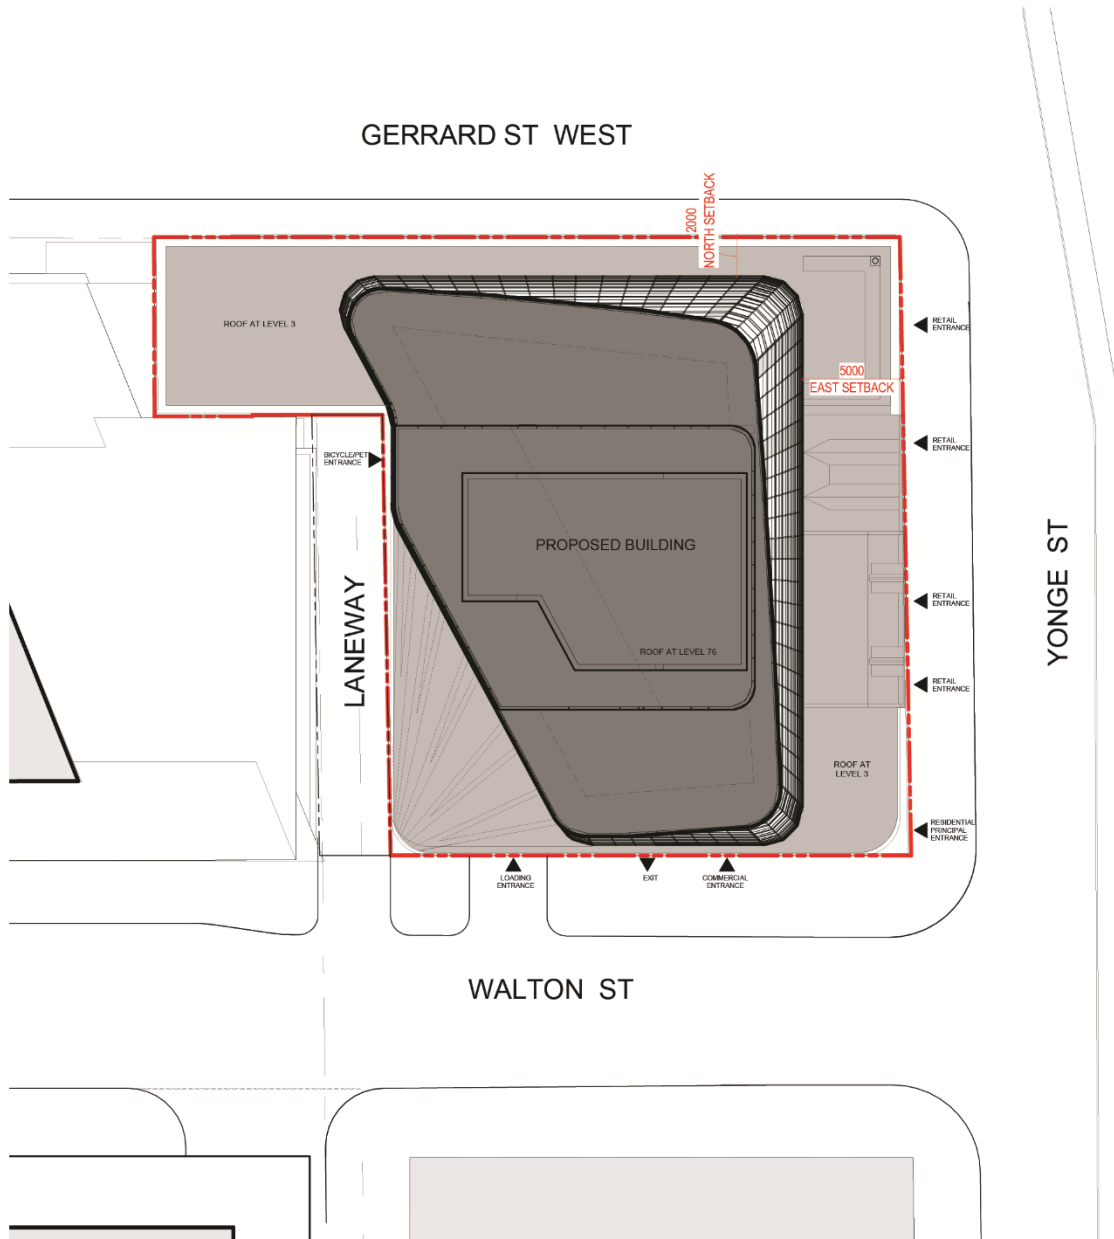 GERRARD ST WEST
2000
NORTH SETBACK
ROOF AT LEVEL 3
RETAIL
ENTRANCE
5000
EAST SETBACK
RETAIL
ENTRANCE
BICYCLE/PET
ENTRANCE
PROPOSED BUILDING
LANEWAY
YONGE ST
RETAIL
ENTRANCE
ROOF AT LEVEL 76
RETAIL
ENTRANCE
ROOF AT
LEVEL 3
RESIDENTIAL
PRINCIPAL
ENTRANCE
LOADING
ENTRANCE
EXIT
COMMERCIAL
ENTRANCE
WALTON ST